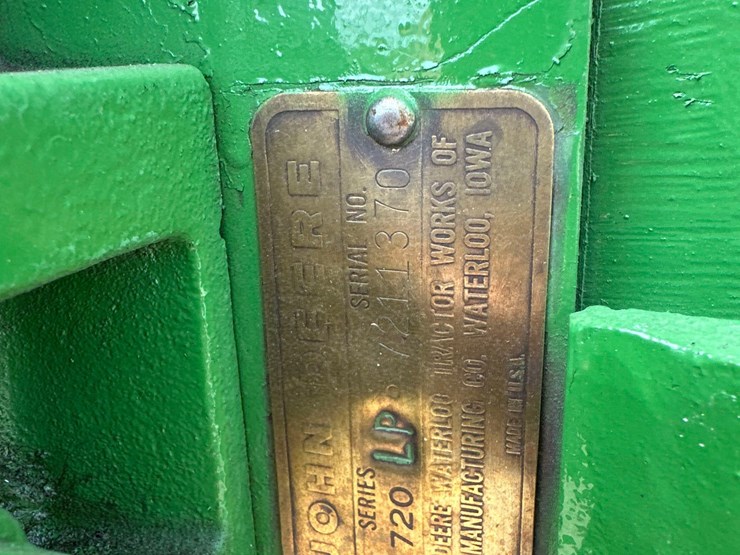 JOHN DEERE
SERIES SERIAL NO.
720 LP 7211370
DEERE WATERLOO TRACTOR WORKS OF
MANUFACTURING CO. WATERLOO, IOWA
MADE IN U.S.A.